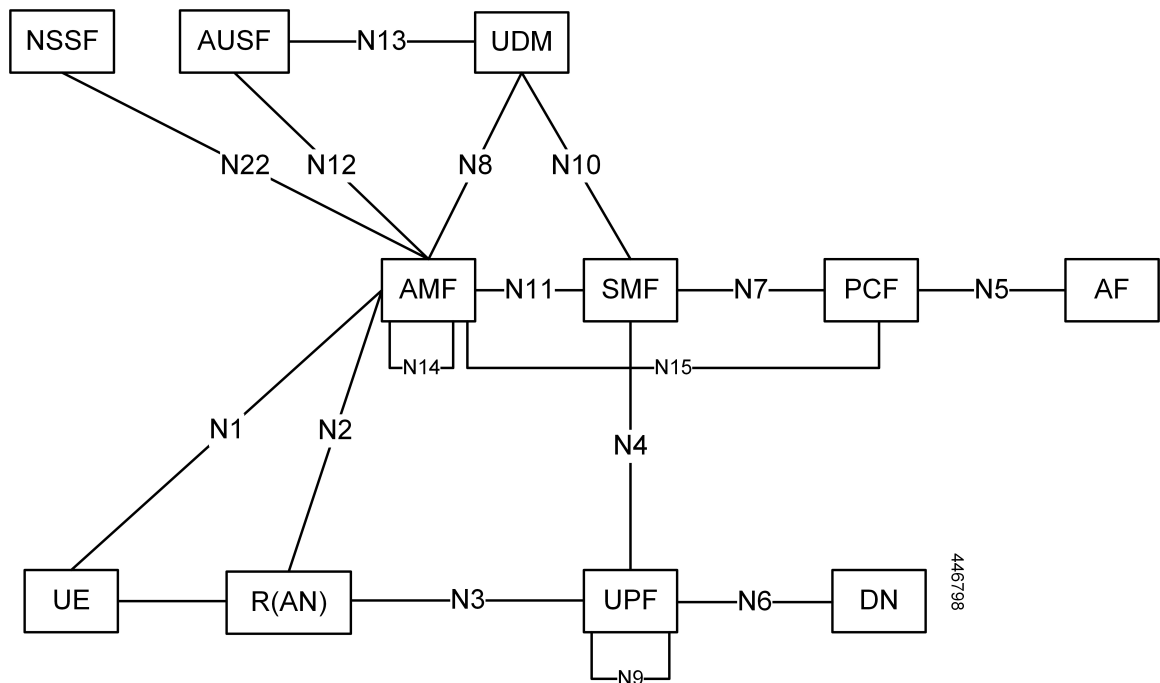 NSSF
AUSF
N13
UDM
N22
N12
N8
N10
AMF
N11
SMF
N7
PCF
N5
AF
N14
N15
N1
N2
N4
UE
R(AN)
N3
UPF
N6
DN
446798
N9